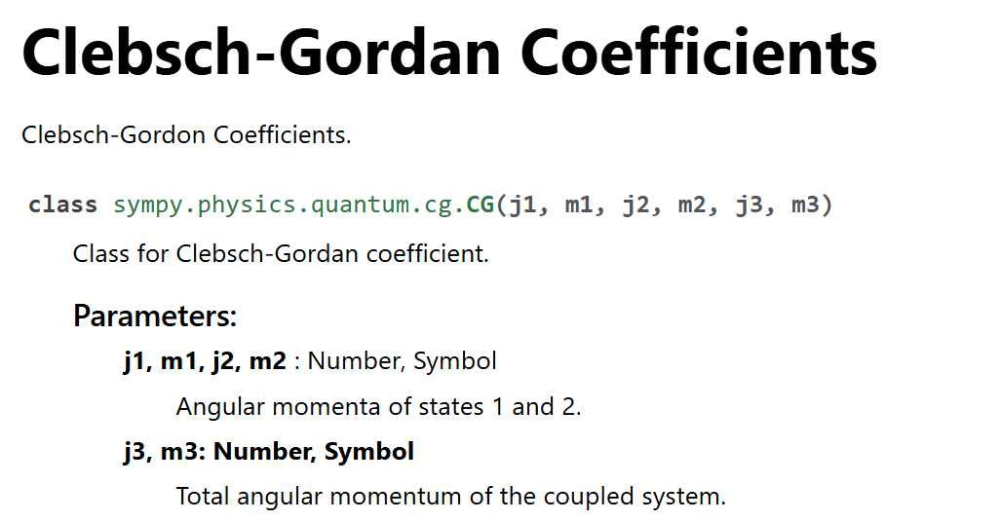 Clebsch-Gordan Coefficients
Clebsch-Gordon Coefficients.
class sympy.physics.quantum.cg.CG(j1, m1, j2, m2, j3, m3)
Class for Clebsch-Gordan coefficient.
Parameters:
j1, m1, j2, m2 : Number, Symbol
Angular momenta of states 1 and 2.
j3, m3: Number, Symbol
Total angular momentum of the coupled system.